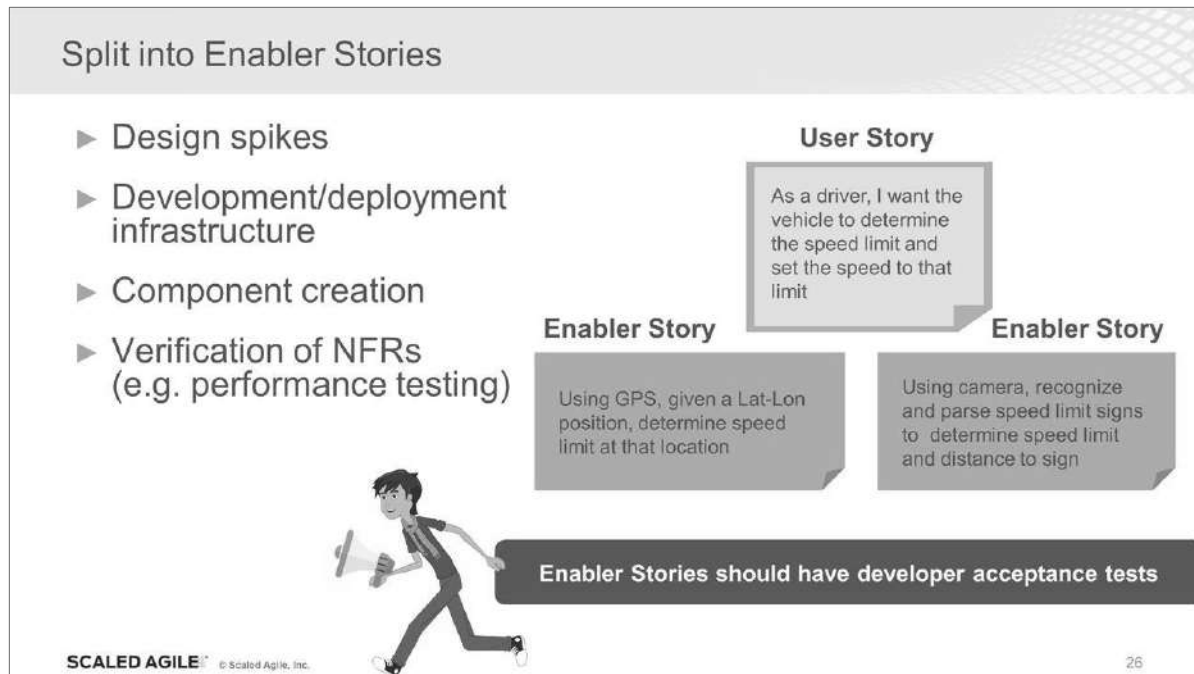 Split into Enabler Stories
► Design spikes
► Development/deployment
infrastructure
► Component creation
► Verification of NFRs
(e.g. performance testing)
User Story
As a driver, I want the
vehicle to determine
the speed limit and
set the speed to that
limit
Enabler Story
Using GPS, given a Lat-Lon
position, determine speed
limit at that location
Enabler Story
Using camera, recognize
and parse speed limit signs
to determine speed limit
and distance to sign
Enabler Stories should have developer acceptance tests
SCALED AGILE © Scaled Agile, Inc.
26